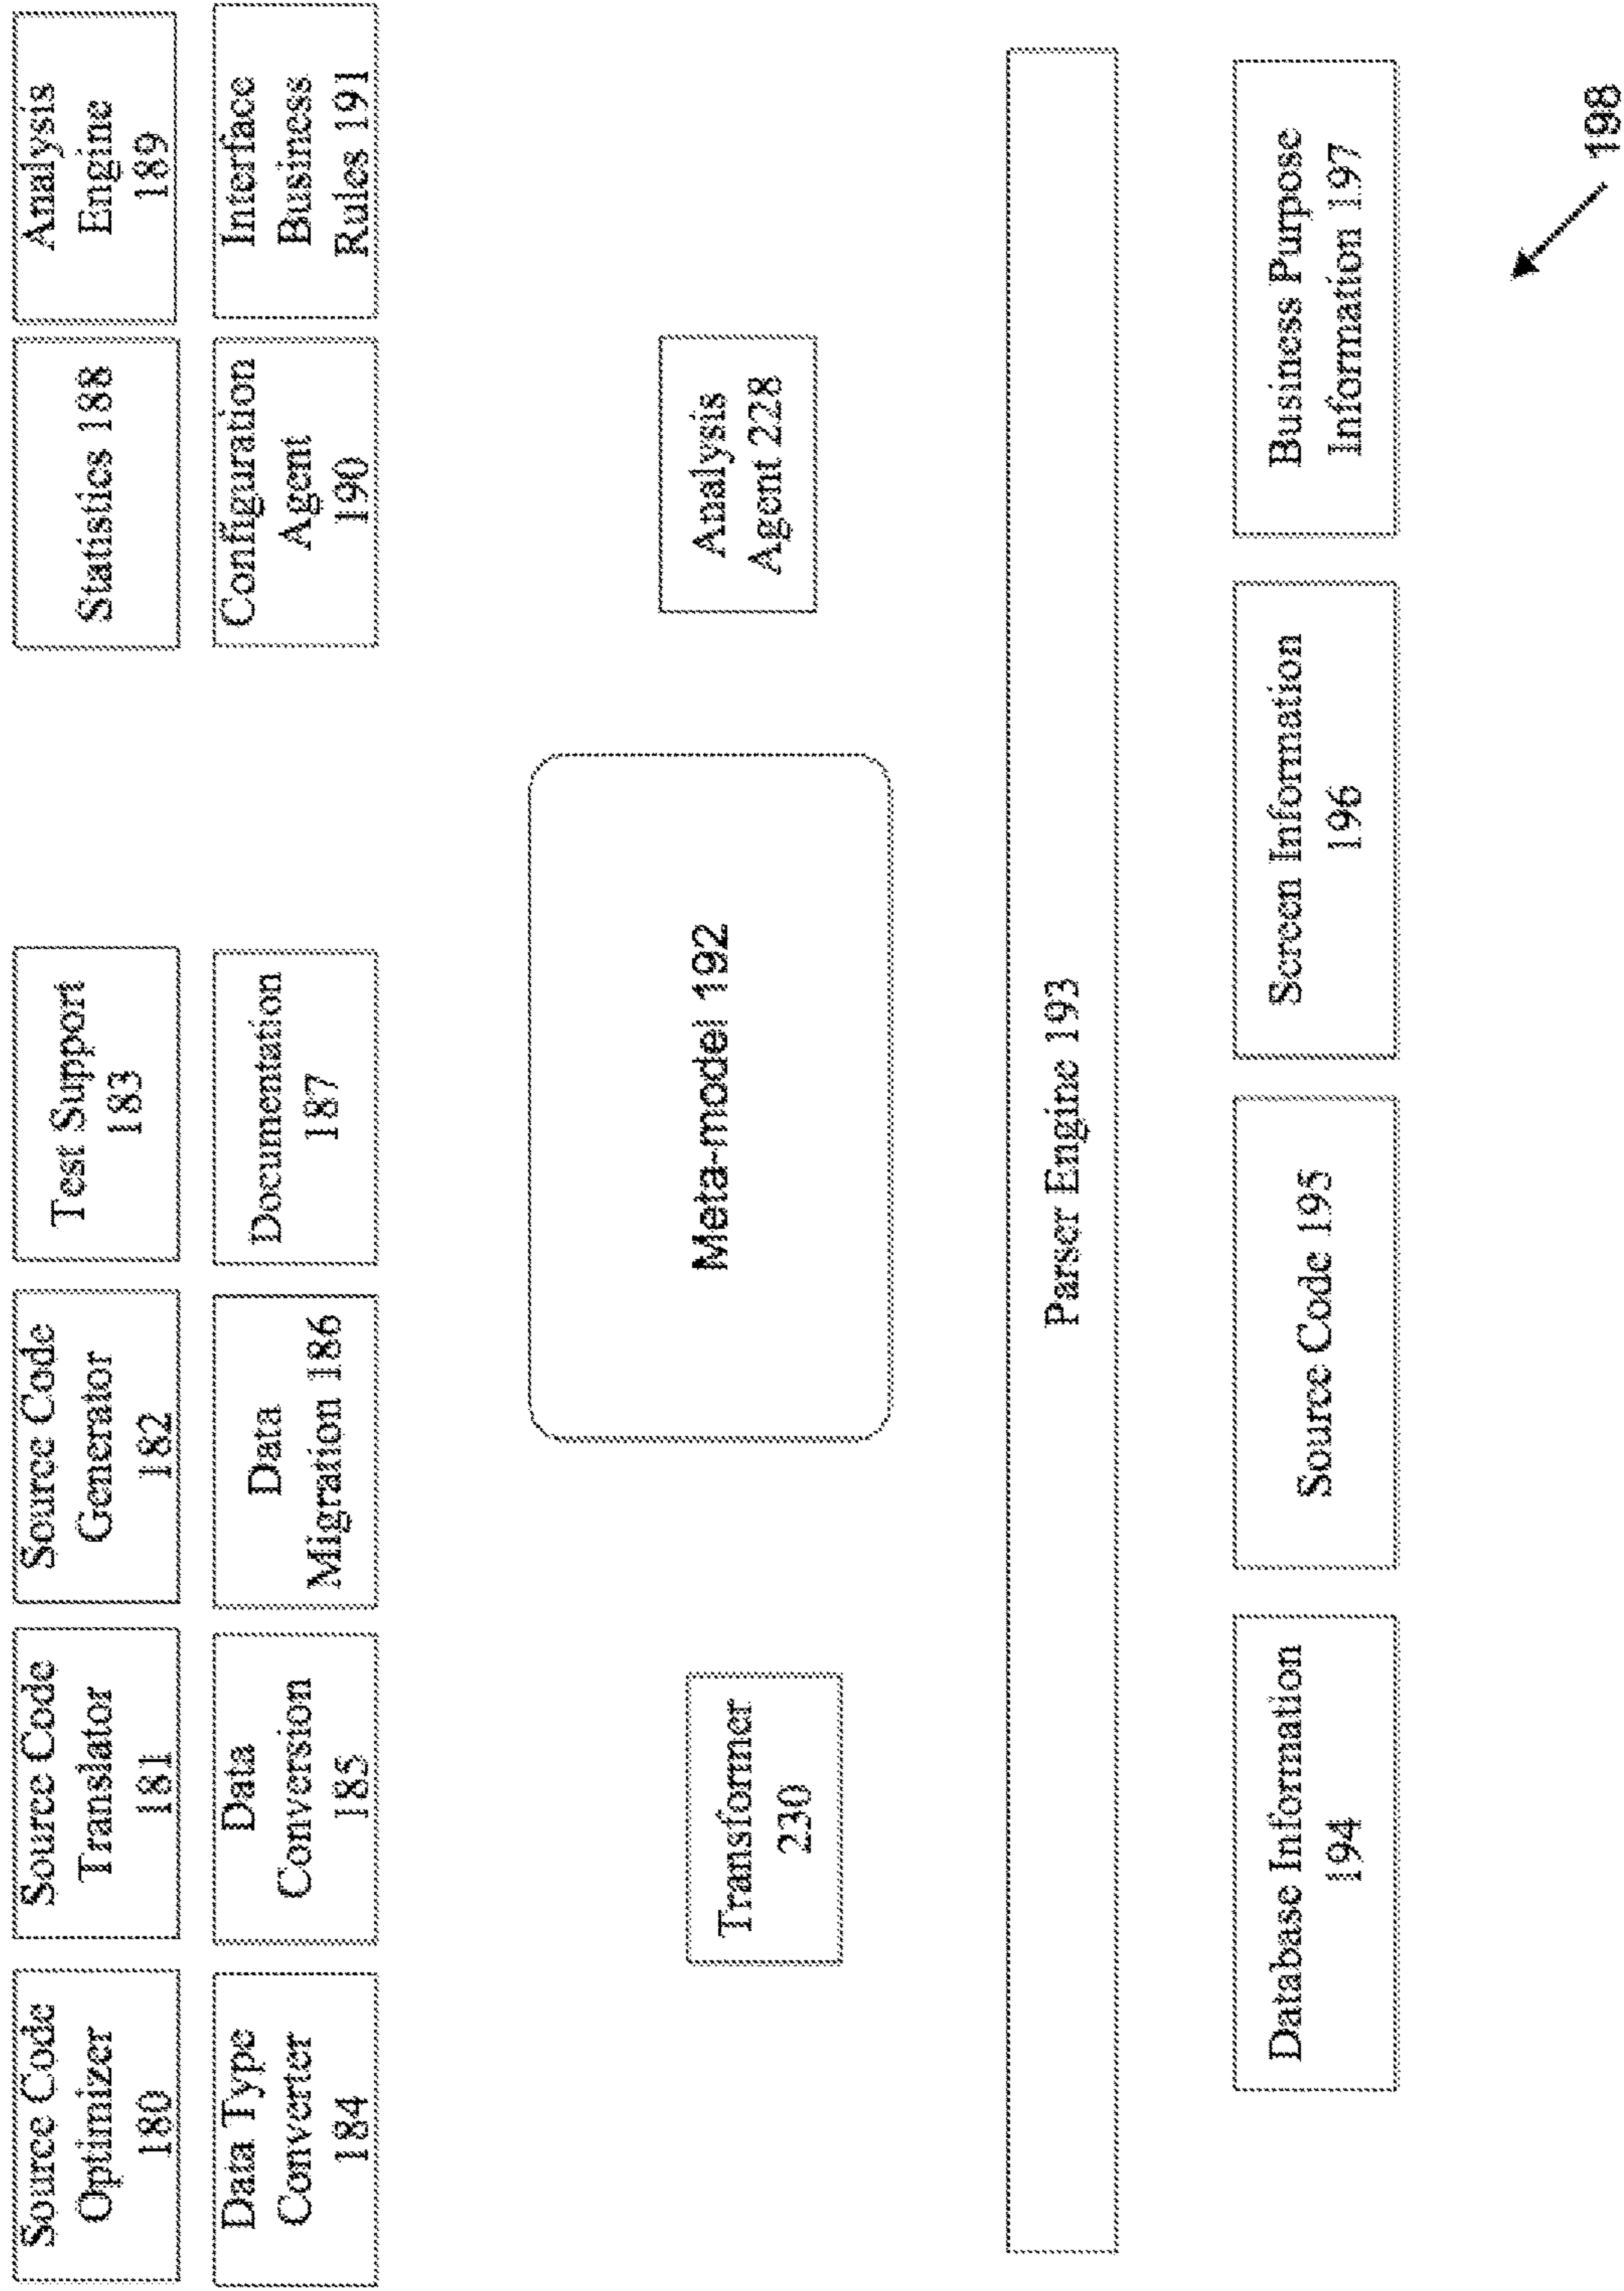 Source Code
Optimizer
180
Source Code
Translator
181
Source Code
Generator
182
Test Support
183
Statistics 188
Analysis
Engine
189
Data Type
Converter
184
Data
Conversion
185
Data
Migration 186
Documentation
187
Configuration
Agent
190
Interface
Business
Rules 191
Transformer
230
Meta-model 192
Analysis
Agent 228
Parser Engine 193
Database Information
194
Source Code 195
Screen Information
196
Business Purpose
Information 197
198